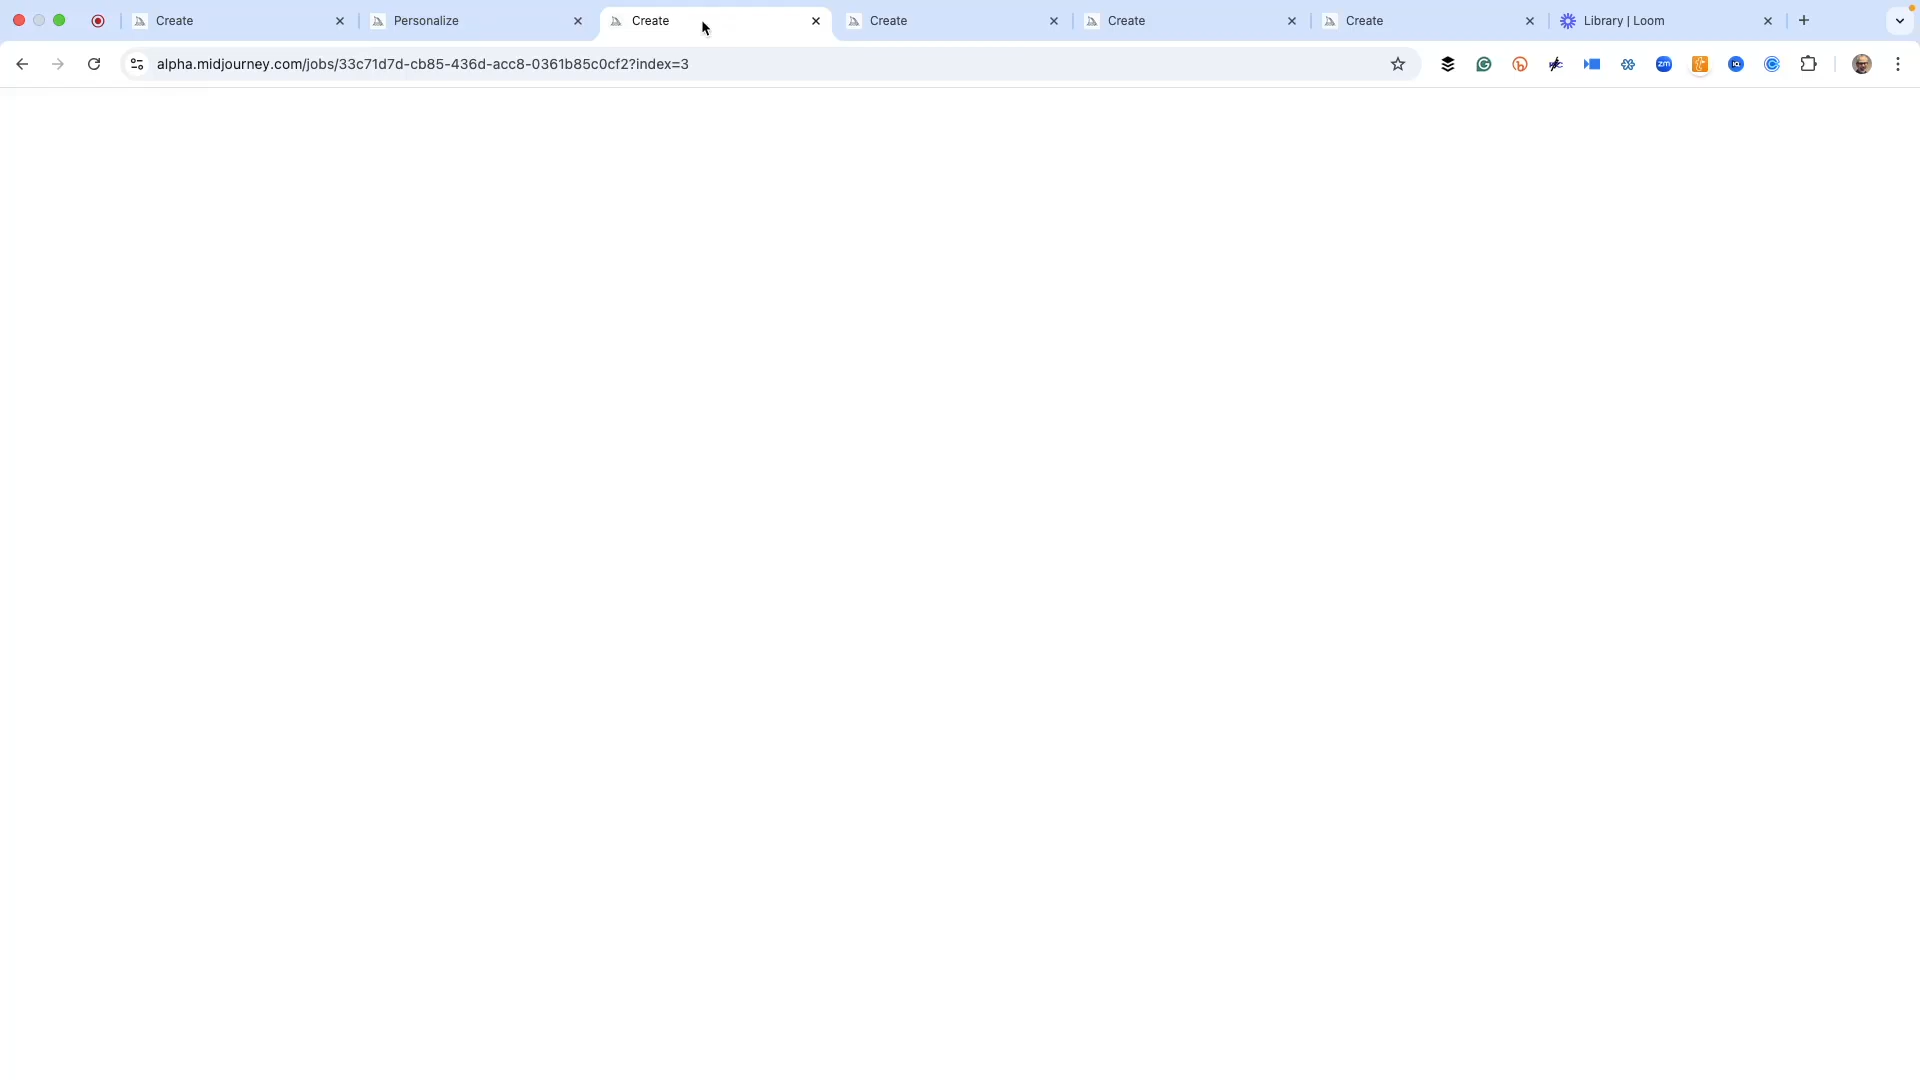 Create
Personalize
Create
Create
Create
Create
Library | Loom
alpha.midjourney.com/jobs/33c71d7d-cb85-436d-acc8-0361b85c0cf2?index=3
zm